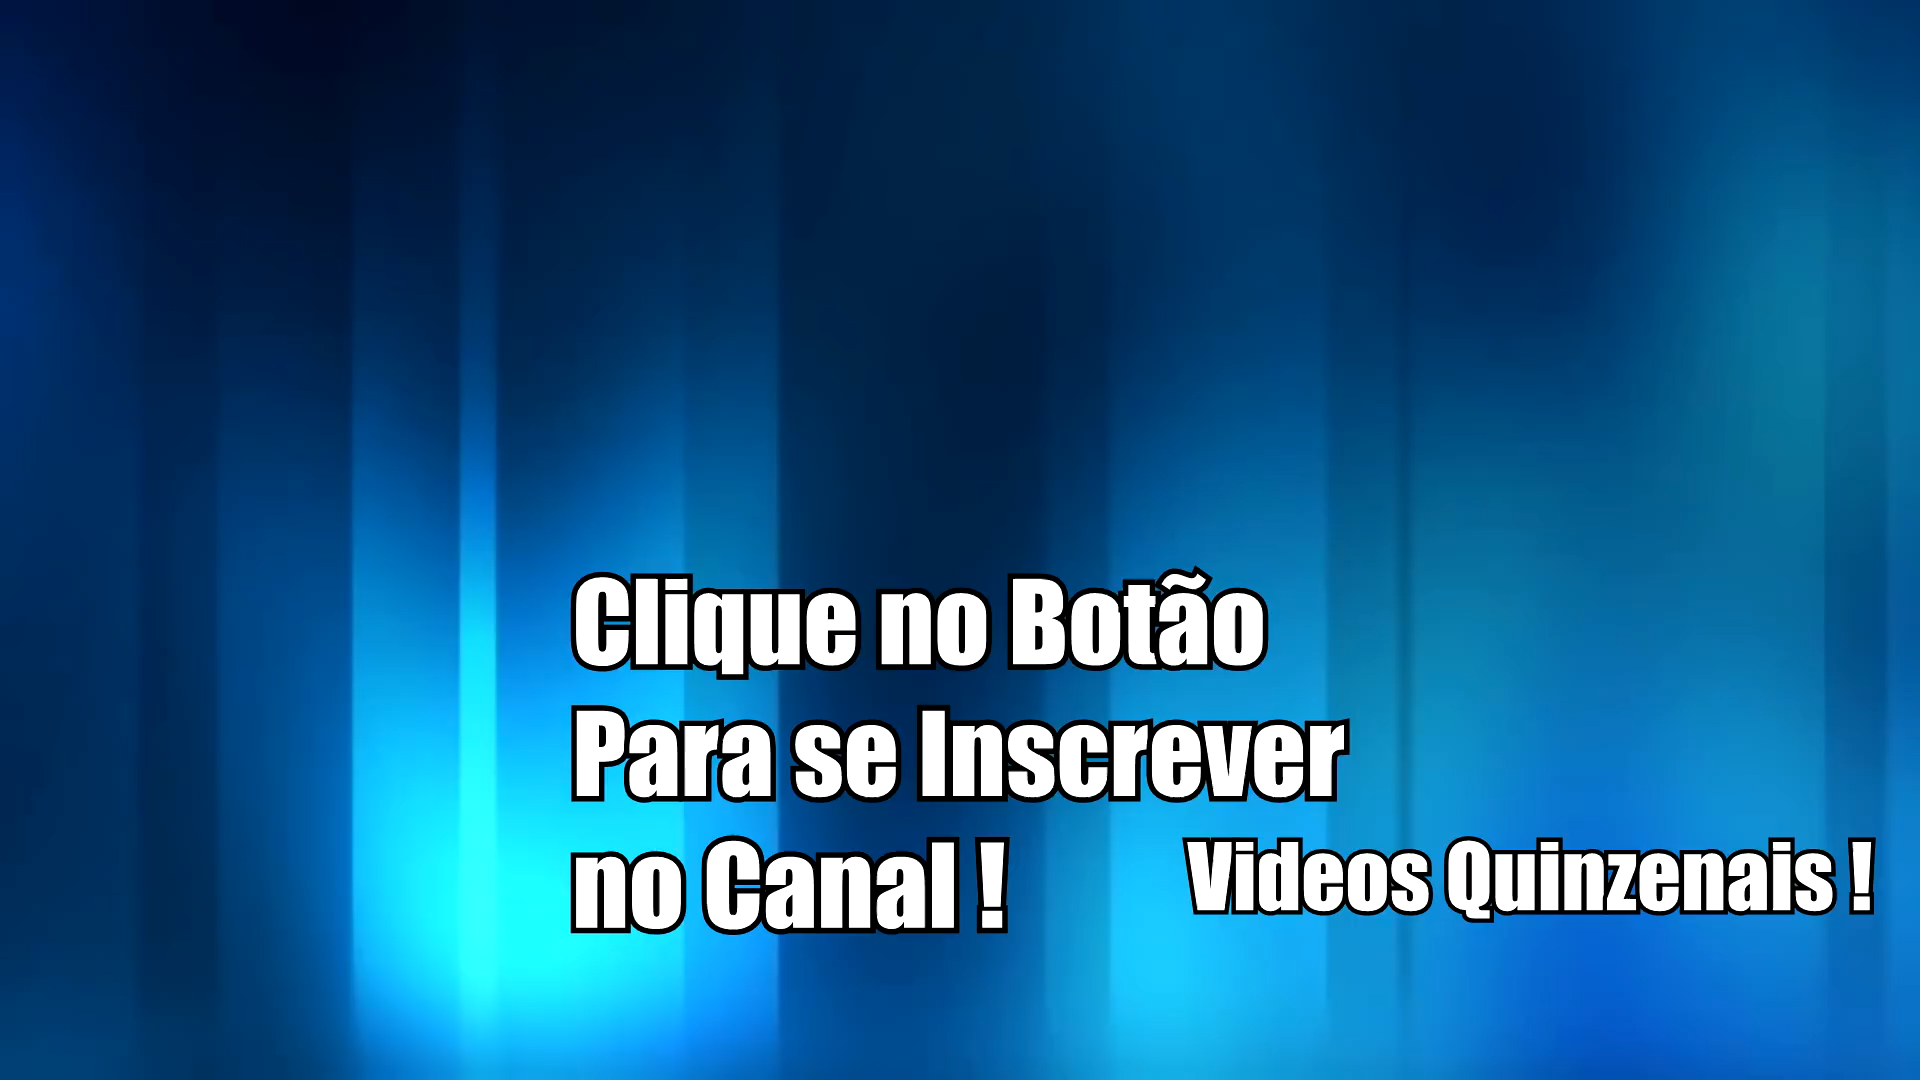 Clique no Botão
Para se Inscrever
no Canal !
Videos Quinzenais !